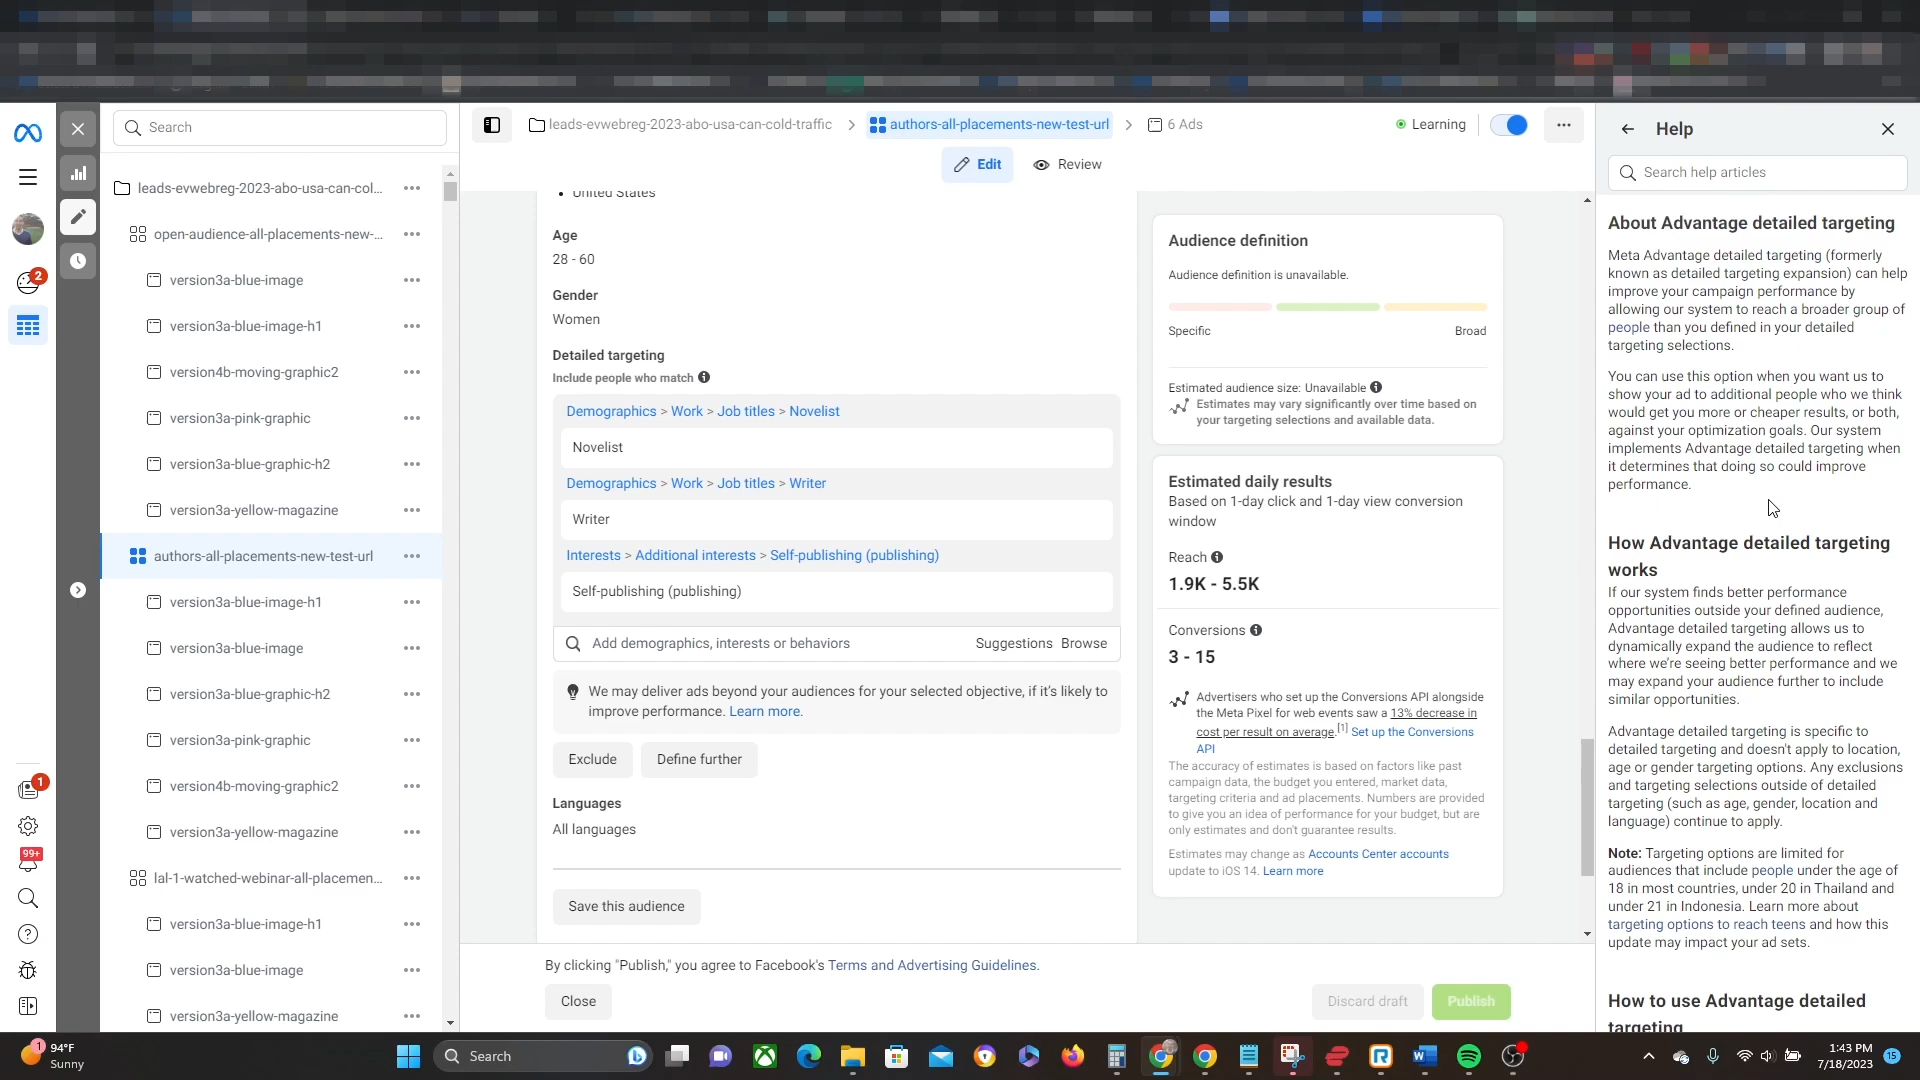 Search
leads-evwebreg-2023-abo-usa-can-cold-traffic
authors-all-placements-new-test-url
6 Ads
Learning
Edit
Review
2
1
99+
leads-evwebreg-2023-abo-usa-can-col...
open-audience-all-placements-new-...
version3a-blue-image
version3a-blue-image-h1
version4b-moving-graphic2
version3a-pink-graphic
version3a-blue-graphic-h2
version3a-yellow-magazine
authors-all-placements-new-test-url
version3a-blue-image-h1
version3a-blue-image
version3a-blue-graphic-h2
version3a-pink-graphic
version4b-moving-graphic2
version3a-yellow-magazine
lal-1-watched-webinar-all-placemen...
version3a-blue-image-h1
version3a-blue-image
version3a-yellow-magazine
• United States
Age
28 - 60
Gender
Women
Detailed targeting
Include people who match
Demographics > Work > Job titles > Novelist
Novelist
Demographics > Work > Job titles > Writer
Writer
Interests > Additional interests > Self-publishing (publishing)
Self-publishing (publishing)
Add demographics, interests or behaviors
Suggestions
Browse
We may deliver ads beyond your audiences for your selected objective, if it's likely to
improve performance. Learn more.
Exclude
Define further
Languages
All languages
Save this audience
By clicking "Publish," you agree to Facebook's Terms and Advertising Guidelines.
Close
Discard draft
Publish
Audience definition
Audience definition is unavailable.
Specific
Broad
Estimated audience size: Unavailable
Estimates may vary significantly over time based on
your targeting selections and available data.
Estimated daily results
Based on 1-day click and 1-day view conversion
window
Reach
1.9K - 5.5K
Conversions
3 - 15
Advertisers who set up the Conversions API alongside
the Meta Pixel for web events saw a 13% decrease in
cost per result on average.[1] Set up the Conversions
API
The accuracy of estimates is based on factors like past
campaign data, the budget you entered, market data,
targeting criteria and ad placements. Numbers are provided
to give you an idea of performance for your budget, but are
only estimates and don't guarantee results.
Estimates may change as Accounts Center accounts
update to iOS 14. Learn more
Help
Search help articles
About Advantage detailed targeting
Meta Advantage detailed targeting (formerly
known as detailed targeting expansion) can help
improve your campaign performance by
allowing our system to reach a broader group of
people than you defined in your detailed
targeting selections.
You can use this option when you want us to
show your ad to additional people who we think
would get you more or cheaper results, or both,
against your optimization goals. Our system
implements Advantage detailed targeting when
it determines that doing so could improve
performance.
How Advantage detailed targeting
works
If our system finds better performance
opportunities outside your defined audience,
Advantage detailed targeting allows us to
dynamically expand the audience to reflect
where we're seeing better performance and we
may expand your audience further to include
similar opportunities.
Advantage detailed targeting is specific to
detailed targeting and doesn't apply to location,
age or gender targeting options. Any exclusions
and targeting selections outside of detailed
targeting (such as age, gender, location and
language) continue to apply.
Note: Targeting options are limited for
audiences that include people under the age of
18 in most countries, under 20 in Thailand and
under 21 in Indonesia. Learn more about
targeting options to reach teens and how this
update may impact your ad sets.
How to use Advantage detailed
targeting
1
94°F
Sunny
Search
1:43 PM
7/18/2023
15